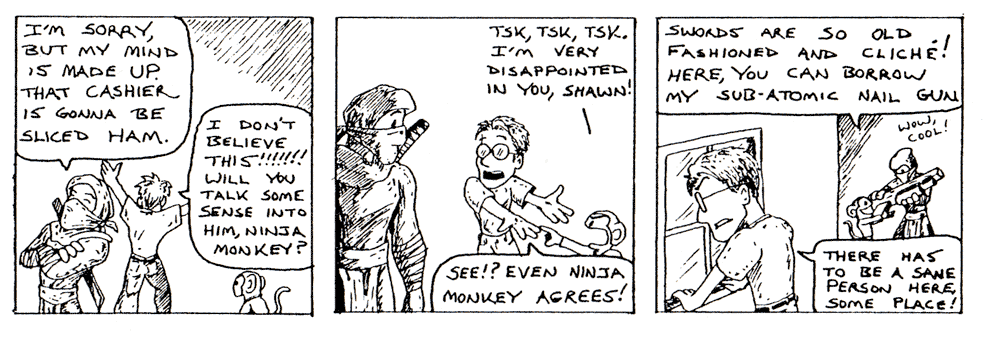 I'M SORRY,
BUT MY MIND
IS MADE UP.
THAT CASHIER
IS GONNA BE
SLICED HAM.
I DON'T
BELIEVE
THIS!!!!!!!
WILL YOU
TALK SOME
SENSE INTO
HIM, NINJA
MONKEY?
TSK, TSK, TSK.
I'M VERY
DISAPPOINTED
IN YOU, SHAWN!
SEE!? EVEN NINJA
MONKEY AGREES!
SWORDS ARE SO OLD
FASHIONED AND CLICHÉ!
HERE, YOU CAN BORROW
MY SUB-ATOMIC NAIL GUN
WOW,
COOL!
THERE HAS
TO BE A SANE
PERSON HERE,
SOME PLACE!